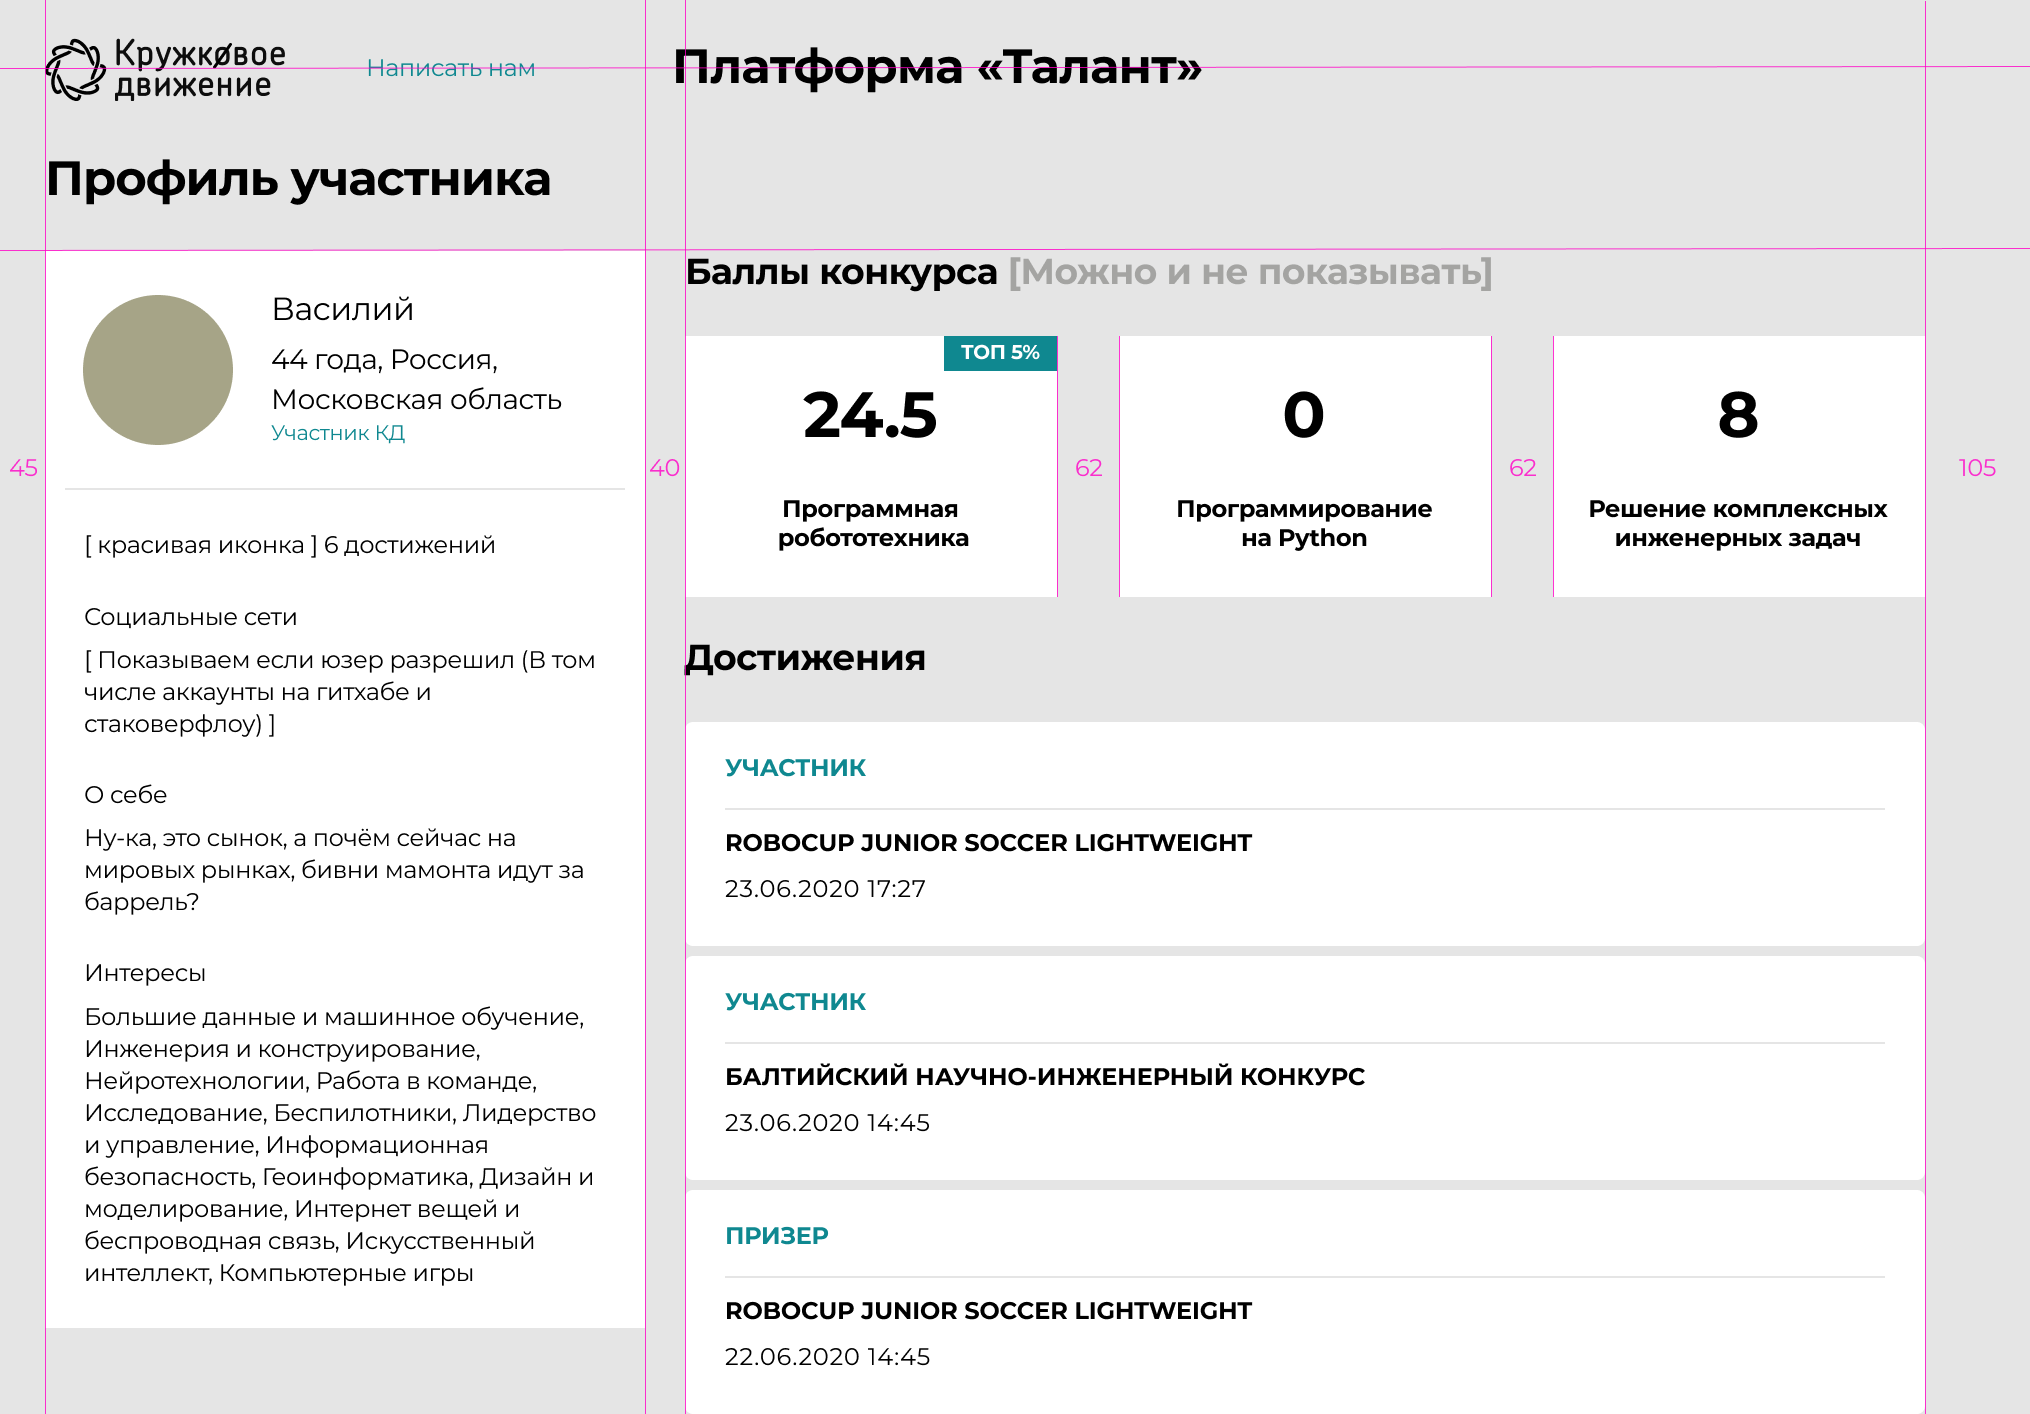 Кружковое
движение
Написать нам
Платформа «Талант»
Профиль участника
Василий
44 года, Россия,
Московская область
Участник КД
[ красивая иконка ] 6 достижений
Социальные сети
[ Показываем если юзер разрешил (В том
числе аккаунты на гитхабе и
стаковерфлоу) ]
О себе
Ну-ка, это сынок, а почём сейчас на
мировых рынках, бивни мамонта идут за
баррель?
Интересы
Большие данные и машинное обучение,
Инженерия и конструирование,
Нейротехнологии, Работа в команде,
Исследование, Беспилотники, Лидерство
и управление, Информационная
безопасность, Геоинформатика, Дизайн и
моделирование, Интернет вещей и
беспроводная связь, Искусственный
интеллект, Компьютерные игры
Баллы конкурса [Можно и не показывать]
ТОП 5%
24.5
Программная
робототехника
0
Программирование
на Python
8
Решение комплексных
инженерных задач
45
40
62
62
105
Достижения
УЧАСТНИК
ROBOCUP JUNIOR SOCCER LIGHTWEIGHT
23.06.2020 17:27
УЧАСТНИК
БАЛТИЙСКИЙ НАУЧНО-ИНЖЕНЕРНЫЙ КОНКУРС
23.06.2020 14:45
ПРИЗЕР
ROBOCUP JUNIOR SOCCER LIGHTWEIGHT
22.06.2020 14:45